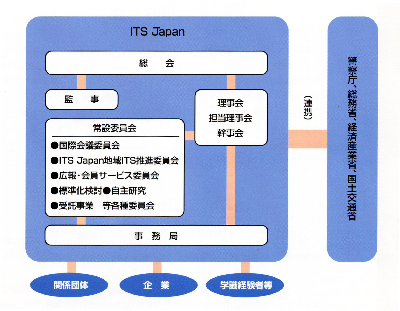 ITS Japan
総 会
監 事
理事会
担当理事会
幹事会
常設委員会
●国際会議委員会
●ITS Japan地域ITS推進委員会
●広報・会員サービス委員会
●標準化検討●自主研究
●受託事業 等各種委員会
事 務 局
(連携)
警察庁、総務省、経済産業省、国土交通省
関係団体
企 業
学識経験者等